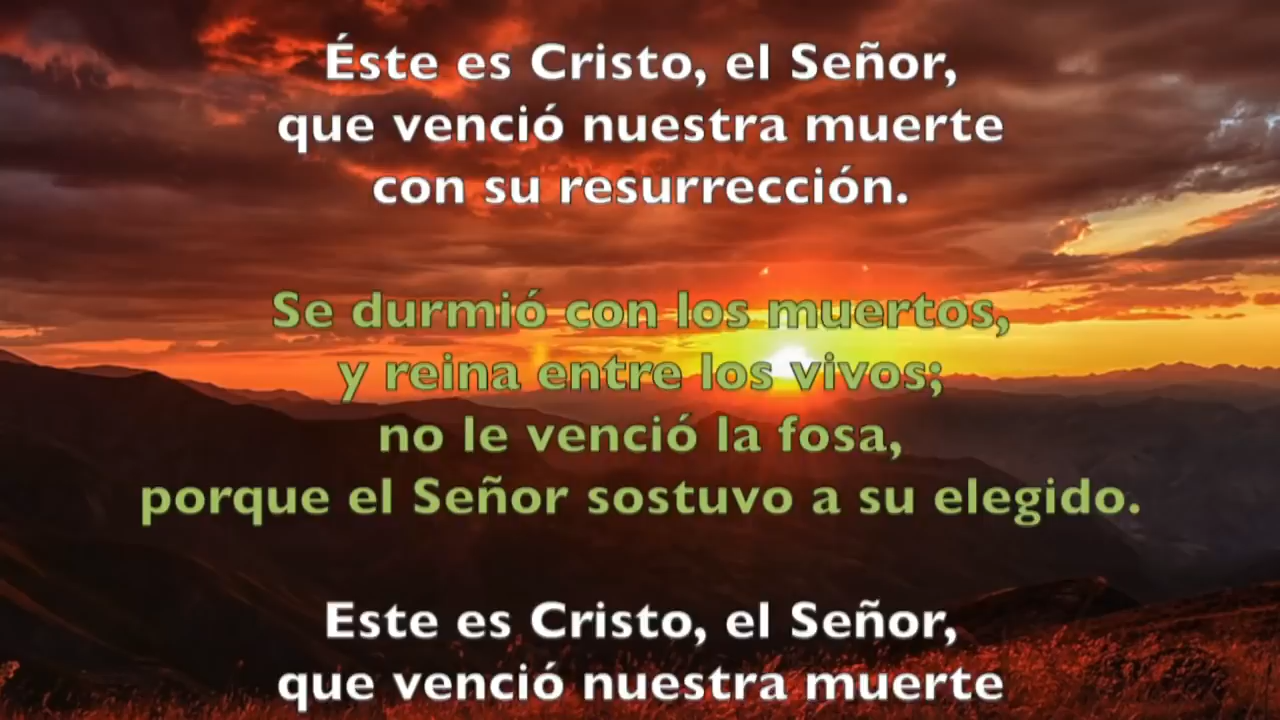 Éste es Cristo, el Señor,
que venció nuestra muerte
con su resurrección.
Se durmió con los muertos,
y reina entre los vivos;
no le venció la fosa,
porque el Señor sostuvo a su elegido.
Este es Cristo, el Señor,
que venció nuestra muerte